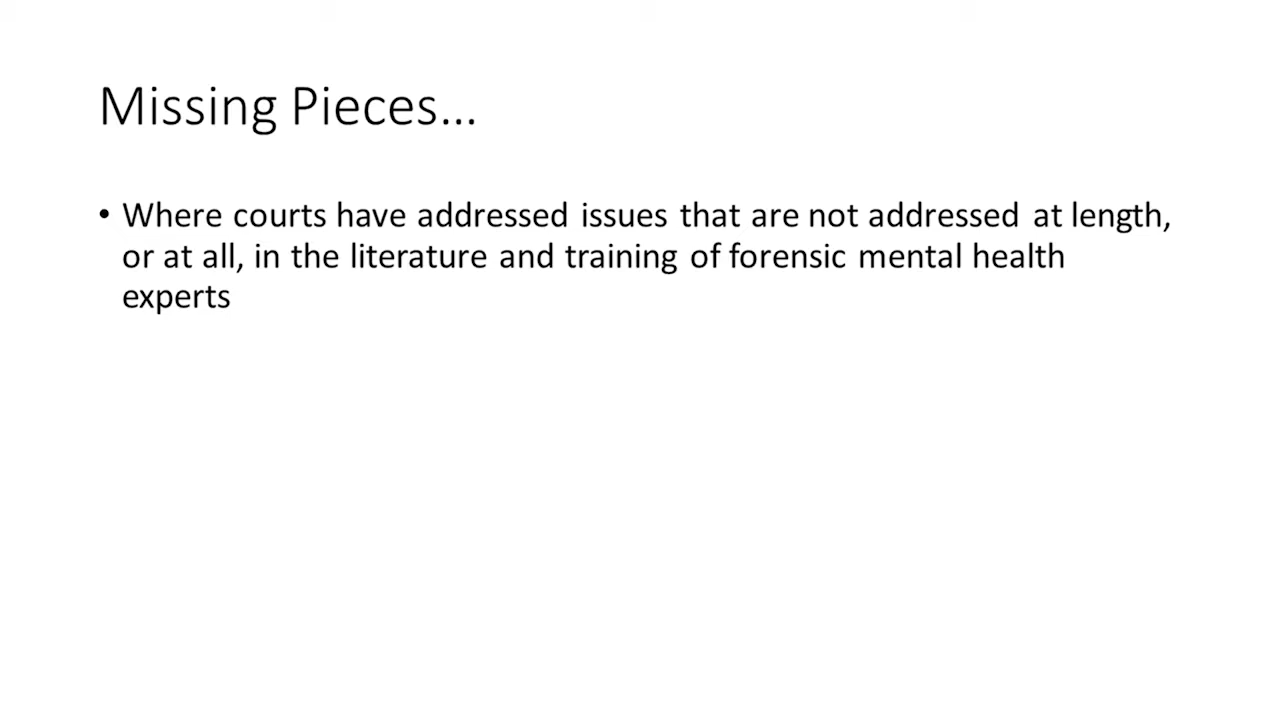 Missing Pieces…
• Where courts have addressed issues that are not addressed at length,
or at all, in the literature and training of forensic mental health
experts